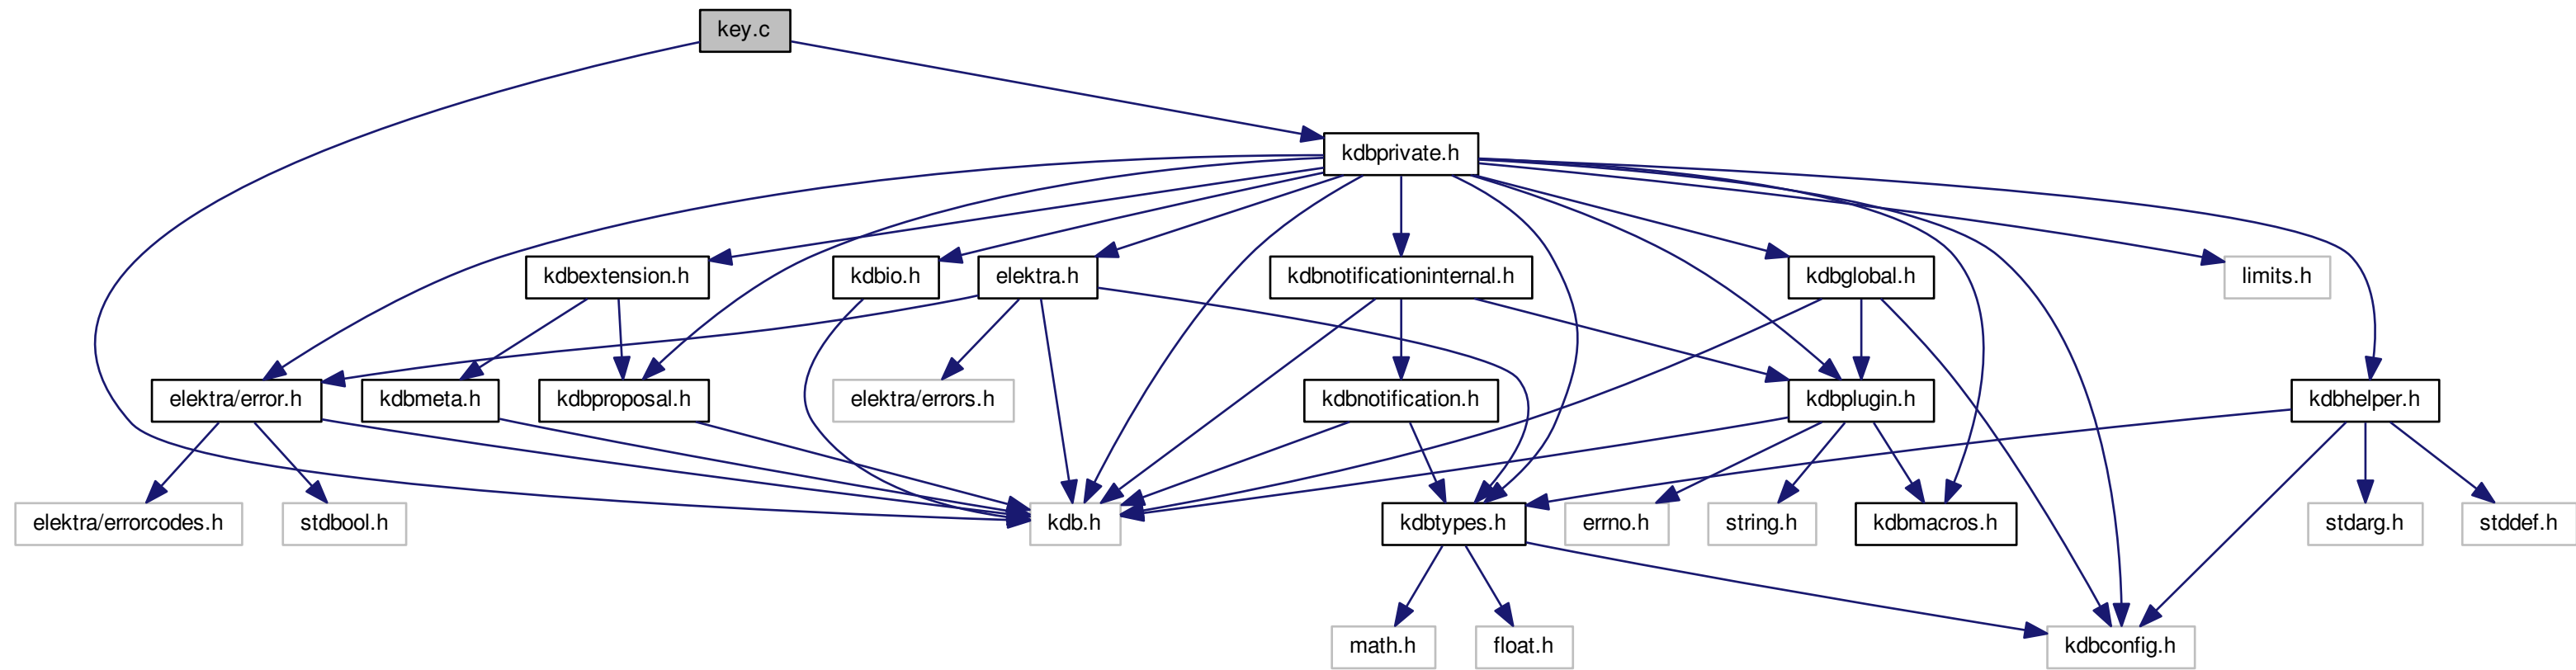 key.c
kdbprivate.h
kdbextension.h
kdbio.h
elektra.h
kdbnotificationinternal.h
kdbglobal.h
limits.h
elektra/error.h
kdbmeta.h
kdbproposal.h
elektra/errors.h
kdbnotification.h
kdbplugin.h
kdbhelper.h
elektra/errorcodes.h
stdbool.h
kdb.h
kdbtypes.h
errno.h
string.h
kdbmacros.h
stdarg.h
stddef.h
math.h
float.h
kdbconfig.h